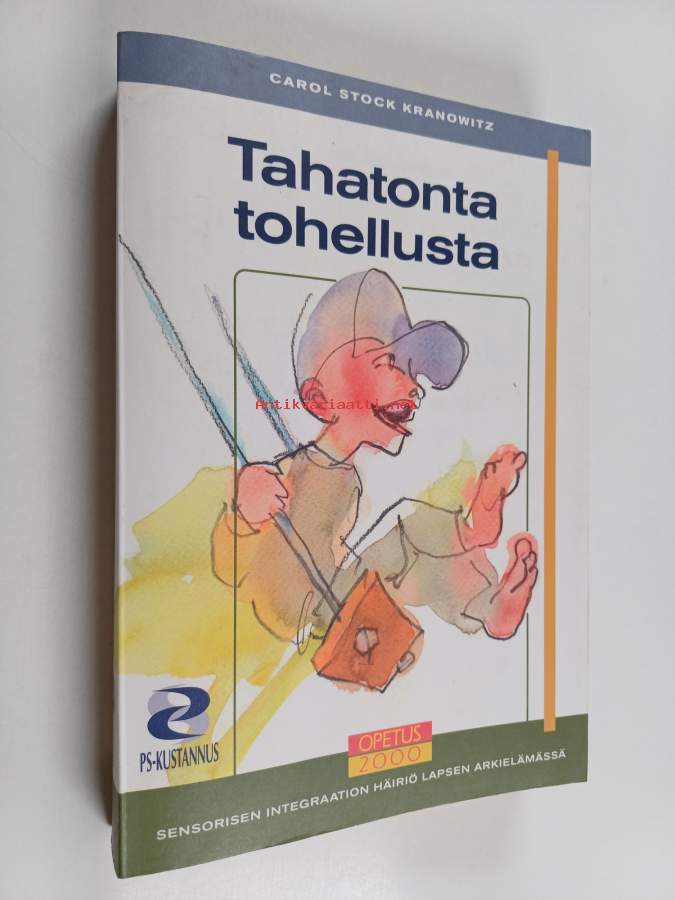 CAROL STOCK KRANOWITZ
Tahatonta
tohellusta
Antikvariaatti.net
PS-KUSTANNUS
OPETUS
2000
SENSORISEN INTEGRAATION HÄIRIÖ LAPSEN ARKIELÄMÄSSÄ